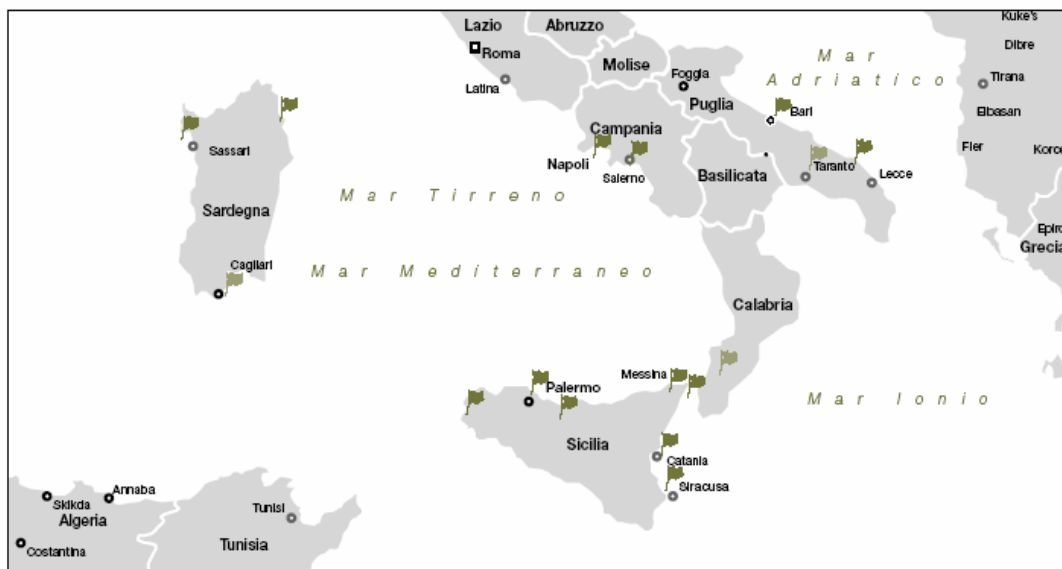 Lazio
Abruzzo
Kuke's
Roma
Dibre
Molise
Mar
Adriatico
Foggia
Tirana
Latina
Puglia
Elbasan
Bari
Campania
Sassari
Fier
Korce
Napoli
Salerno
Basilicata
Taranto
Lecce
Mar Tirreno
Sardegna
Epiro
Grecia
Cagliari
Mar Mediterraneo
Calabria
Messina
Palermo
Mar Ionio
Sicilia
Catania
Siracusa
Annaba
Skikda
Tunisi
Algeria
Tunisia
Costantina